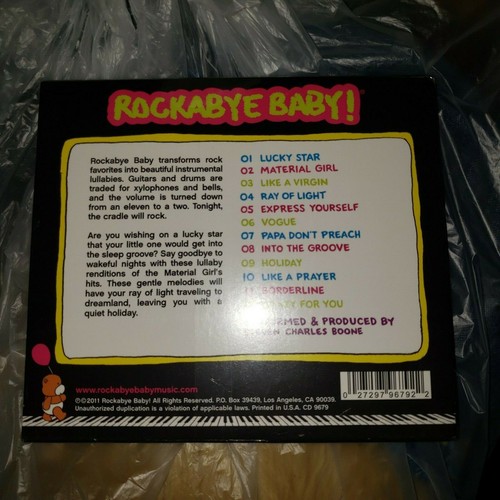 ROCKABYE BABY!
Rockabye Baby transforms rock
favorites into beautiful instrumental
lullabies. Guitars and drums are
traded for xylophones and bells,
and the volume is turned down
from an eleven to a two. Tonight,
the cradle will rock.
Are you wishing on a lucky star
that your little one would get into
the sleep groove? Say goodbye to
wakeful nights with these lullaby
renditions of the Material Girl's
hits. These gentle melodies will
have your ray of light traveling to
dreamland, leaving you with a
quiet holiday.
01 LUCKY STAR
02 MATERIAL GIRL
03 LIKE A VIRGIN
04 RAY OF LIGHT
05 EXPRESS YOURSELF
06 VOGUE
07 PAPA DON'T PREACH
08 INTO THE GROOVE
09 HOLIDAY
10 LIKE A PRAYER
11 BORDERLINE
FOR YOU
& PRODUCED BY
CHARLES BOONE
www.rockabyebabymusic.com
℗©2011 Rockabye Baby! All Rights Reserved. P.O. Box 39439, Los Angeles, CA 90039.
Unauthorized duplication is a violation of applicable laws. Printed in U.S.A. CD 9679
0 27297 96792 2